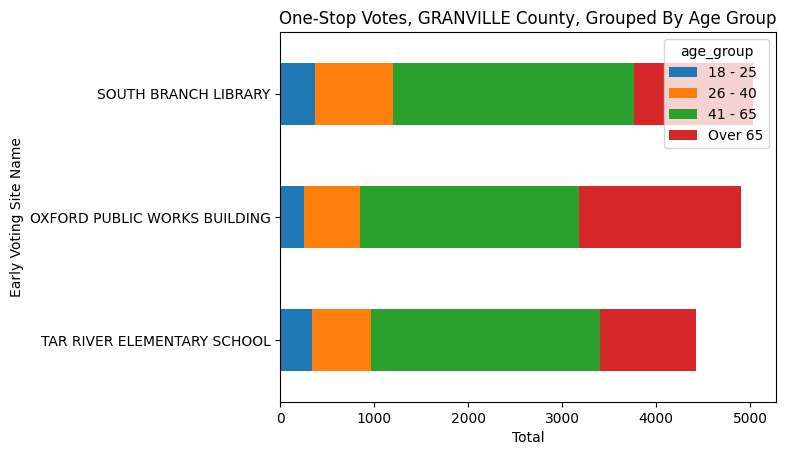 One-Stop Votes, GRANVILLE County, Grouped By Age Group
age_group
18 - 25
26 - 40
41 - 65
Over 65
Early Voting Site Name
SOUTH BRANCH LIBRARY
OXFORD PUBLIC WORKS BUILDING
TAR RIVER ELEMENTARY SCHOOL
0 1000 2000 3000 4000 5000
Total